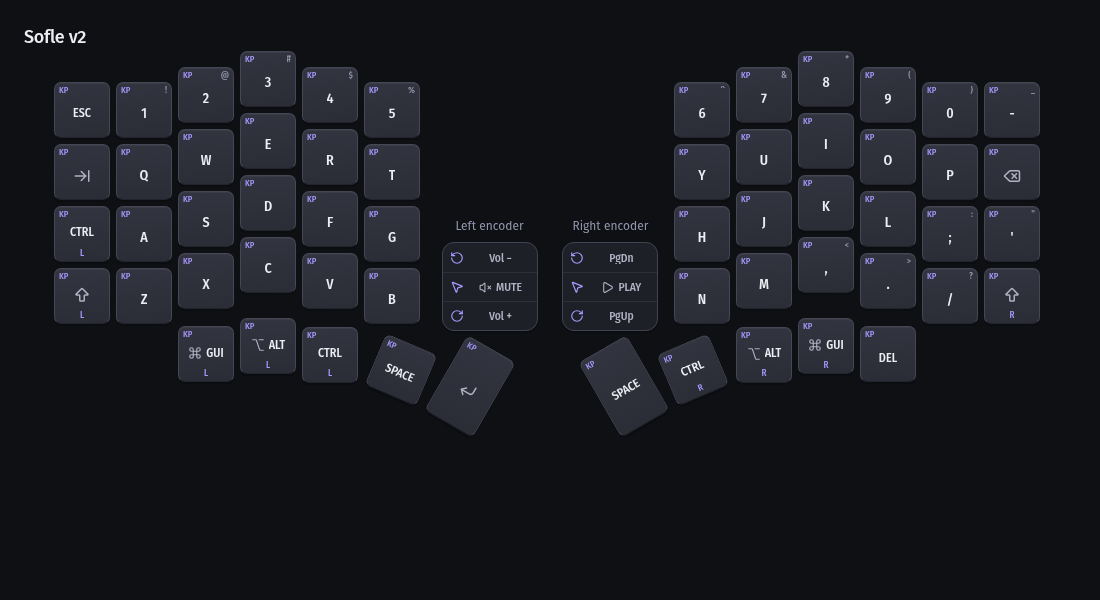 Sofle v2
KP ESC
KP ! 1
KP @ 2
KP # 3
KP $ 4
KP % 5
KP ^ 6
KP & 7
KP * 8
KP ( 9
KP ) 0
KP _ -
KP
KP Q
KP W
KP E
KP R
KP T
KP Y
KP U
KP I
KP O
KP P
KP
KP CTRL L
KP A
KP S
KP D
KP F
KP G
KP H
KP J
KP K
KP L
KP : ;
KP " '
KP L
KP Z
KP X
KP C
KP V
KP B
KP N
KP M
KP < ,
KP > .
KP ? /
KP R
Left encoder
Vol −
MUTE
Vol +
Right encoder
PgDn
PLAY
PgUp
KP ⌘ GUI L
KP ⌥ ALT L
KP CTRL L
KP SPACE
KP
KP SPACE
KP CTRL R
KP ⌥ ALT R
KP ⌘ GUI R
KP DEL